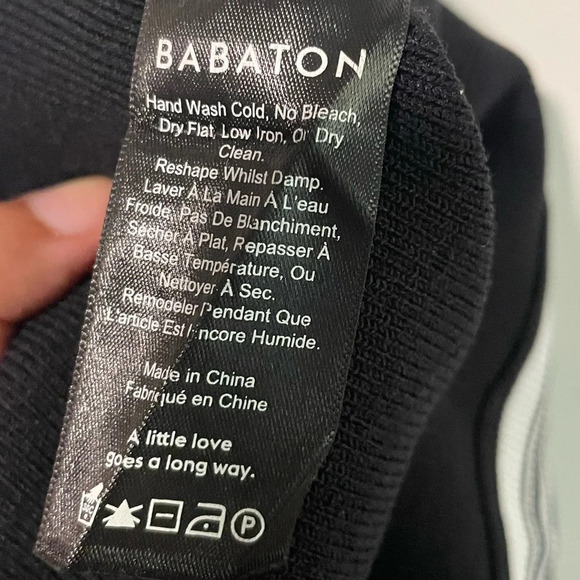 BABATON
Hand Wash Cold, No Bleach,
Dry Flat, Low Iron, Or Dry
Clean.
Reshape Whilst Damp.
Laver À La Main À L'eau
Froide, Pas De Blanchiment,
Sécher À Plat, Repasser À
Basse Température, Ou
Nettoyer À Sec.
Remodeler Pendant Que
L'article Est Encore Humide.
Made in China
Fabriqué en Chine
A little love
goes a long way.
P